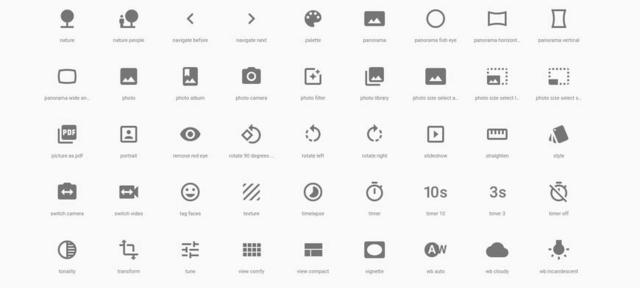 nature nature people navigate before navigate next palette panorama panorama fish eye panorama horizont... panorama vertical
panorama wide an... photo photo album photo camera photo filter photo library photo size select a... photo size select l... photo size select s...
PDF
picture as pdf portrait remove red eye rotate 90 degrees... rotate left rotate right slideshow straighten style
10s 3s
switch camera switch video tag faces texture timelapse timer timer 10 timer 3 timer off
AW
tonality transform tune view comfy view compact vignette wb auto wb cloudy wb incandescent